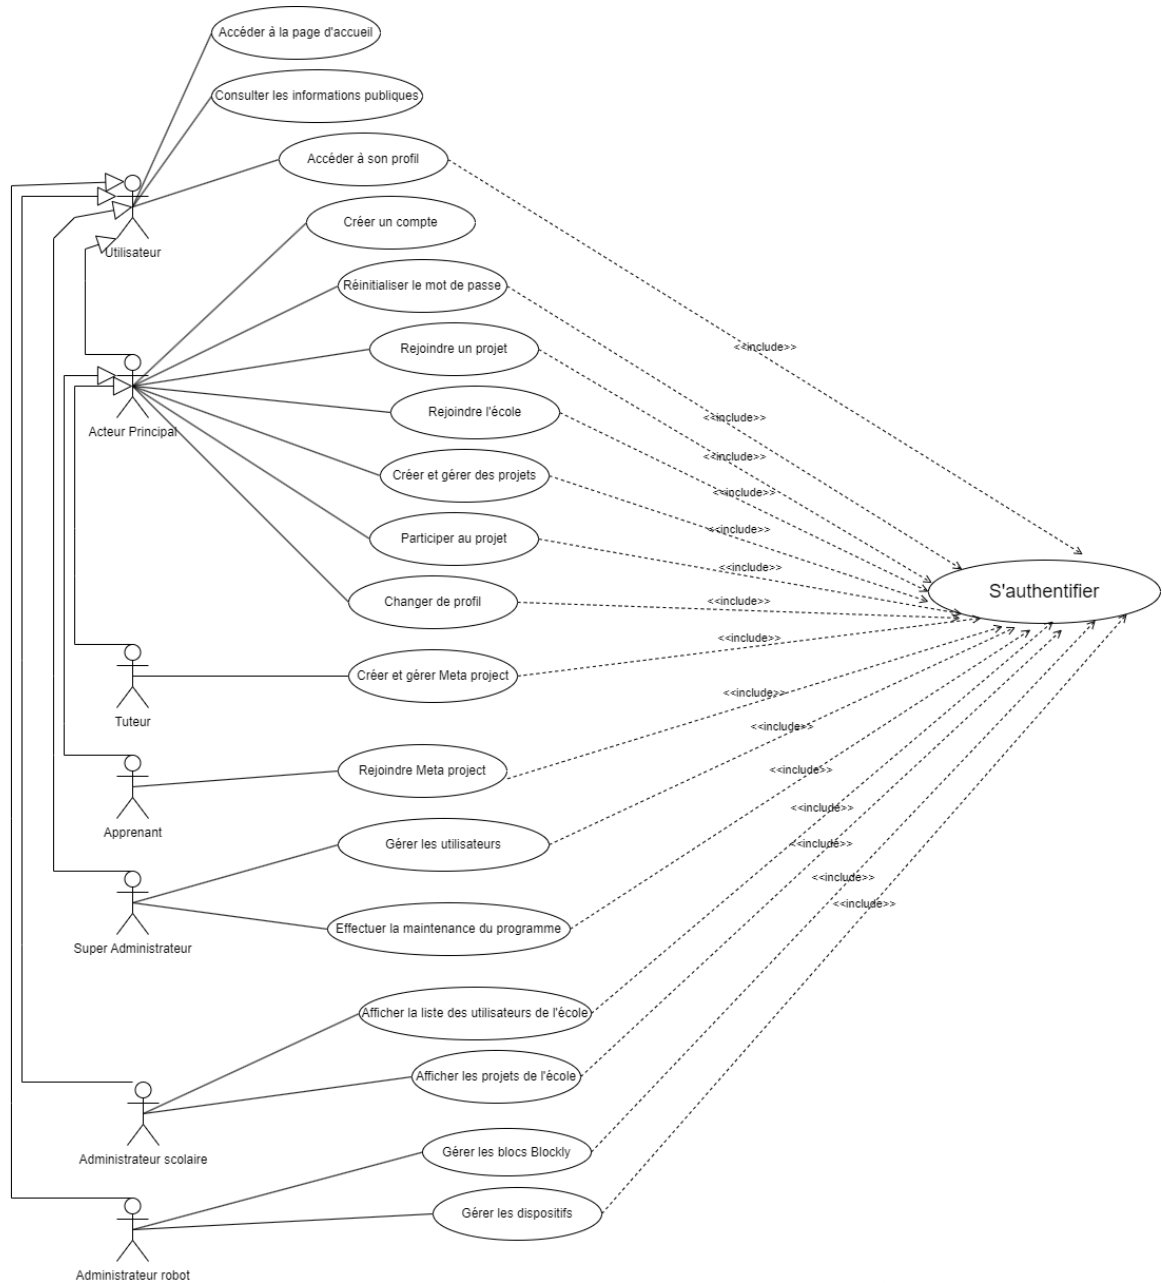 Accéder à la page d'accueil
Consulter les informations publiques
Accéder à son profil
Créer un compte
Utilisateur
Réinitialiser le mot de passe
<<include>>
Rejoindre un projet
Rejoindre l'école
<<include>>
Acteur Principal
<<include>>
Créer et gérer des projets
<<include>>
<<include>>
Participer au projet
<<include>>
S'authentifier
Changer de profil
<<include>>
<<include>>
Créer et gérer Meta project
<<include>>
Tuteur
<<include>>
Rejoindre Meta project
<<include>>
<<include>>
Apprenant
Gérer les utilisateurs
<<include>>
<<include>>
<<include>>
Effectuer la maintenance du programme
Super Administrateur
Afficher la liste des utilisateurs de l'école
Afficher les projets de l'école
Gérer les blocs Blockly
Administrateur scolaire
Gérer les dispositifs
Administrateur robot